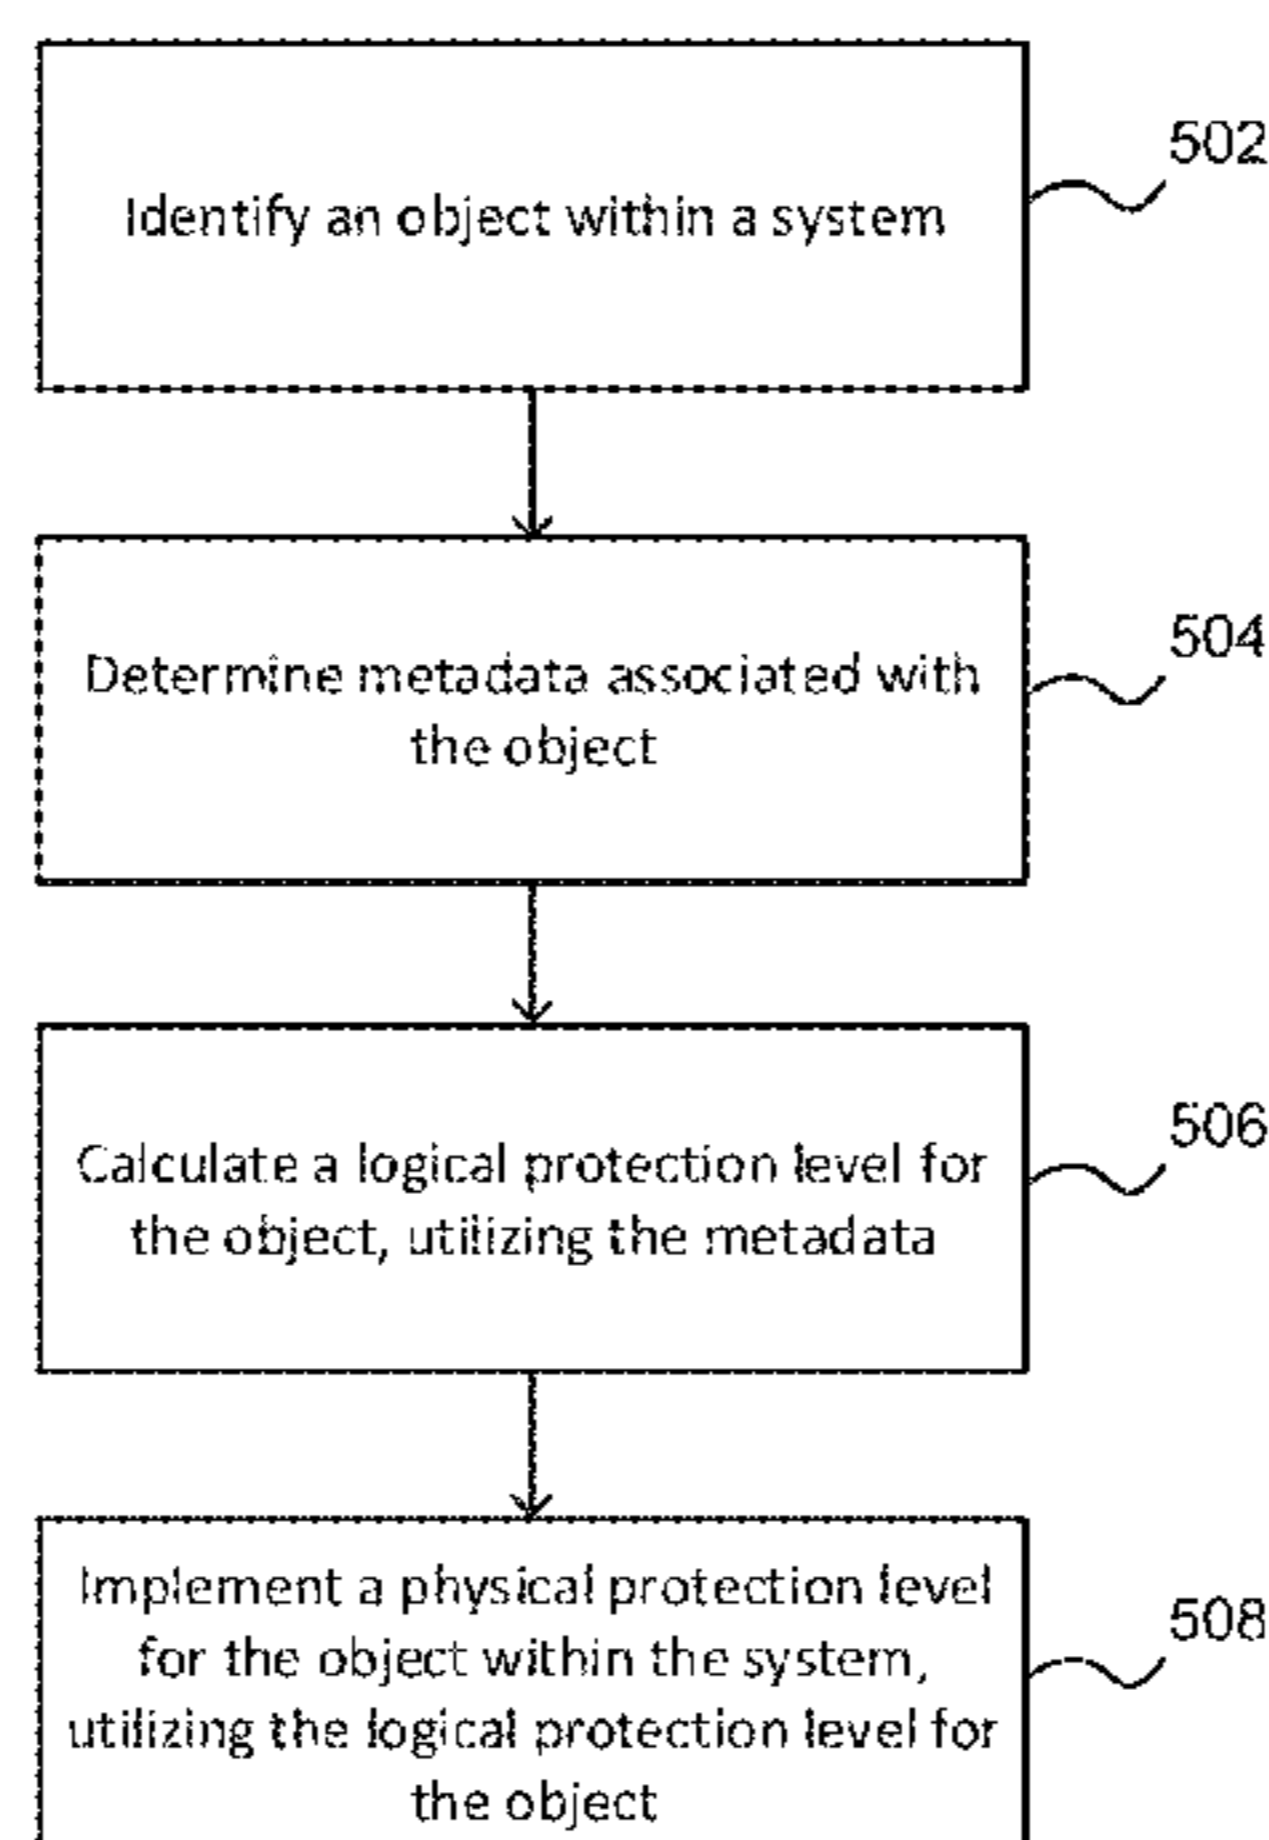 Identify an object within a system
502
Determine metadata associated with
the object
504
Calculate a logical protection level for
the object, utilizing the metadata
506
Implement a physical protection level
for the object within the system,
utilizing the logical protection level for
the object
508